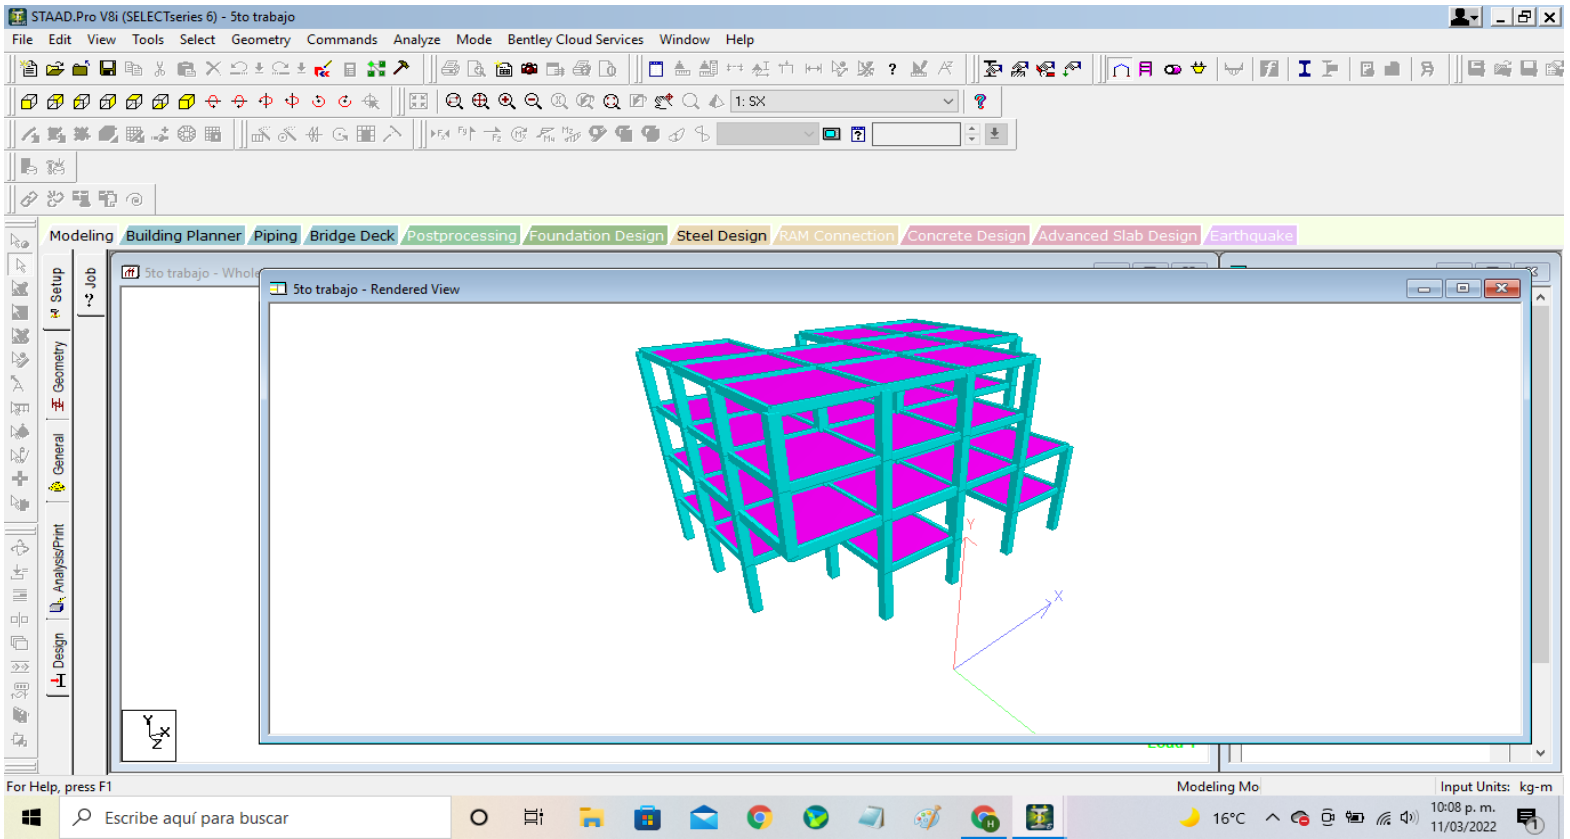 STAAD.Pro V8i (SELECTseries 6) - 5to trabajo
File Edit View Tools Select Geometry Commands Analyze Mode Bentley Cloud Services Window Help
1: SX
Modeling Building Planner Piping Bridge Deck Postprocessing Foundation Design Steel Design RAM Connection Concrete Design Advanced Slab Design Earthquake
Setup
Geometry
General
Analysis/Print
Design
Job
5to trabajo - Whole
5to trabajo - Rendered View
Y
X
Y
X
Z
Load 1
For Help, press F1
Modeling Mo
Input Units: kg-m
Escribe aquí para buscar
16°C
10:08 p. m.
11/03/2022